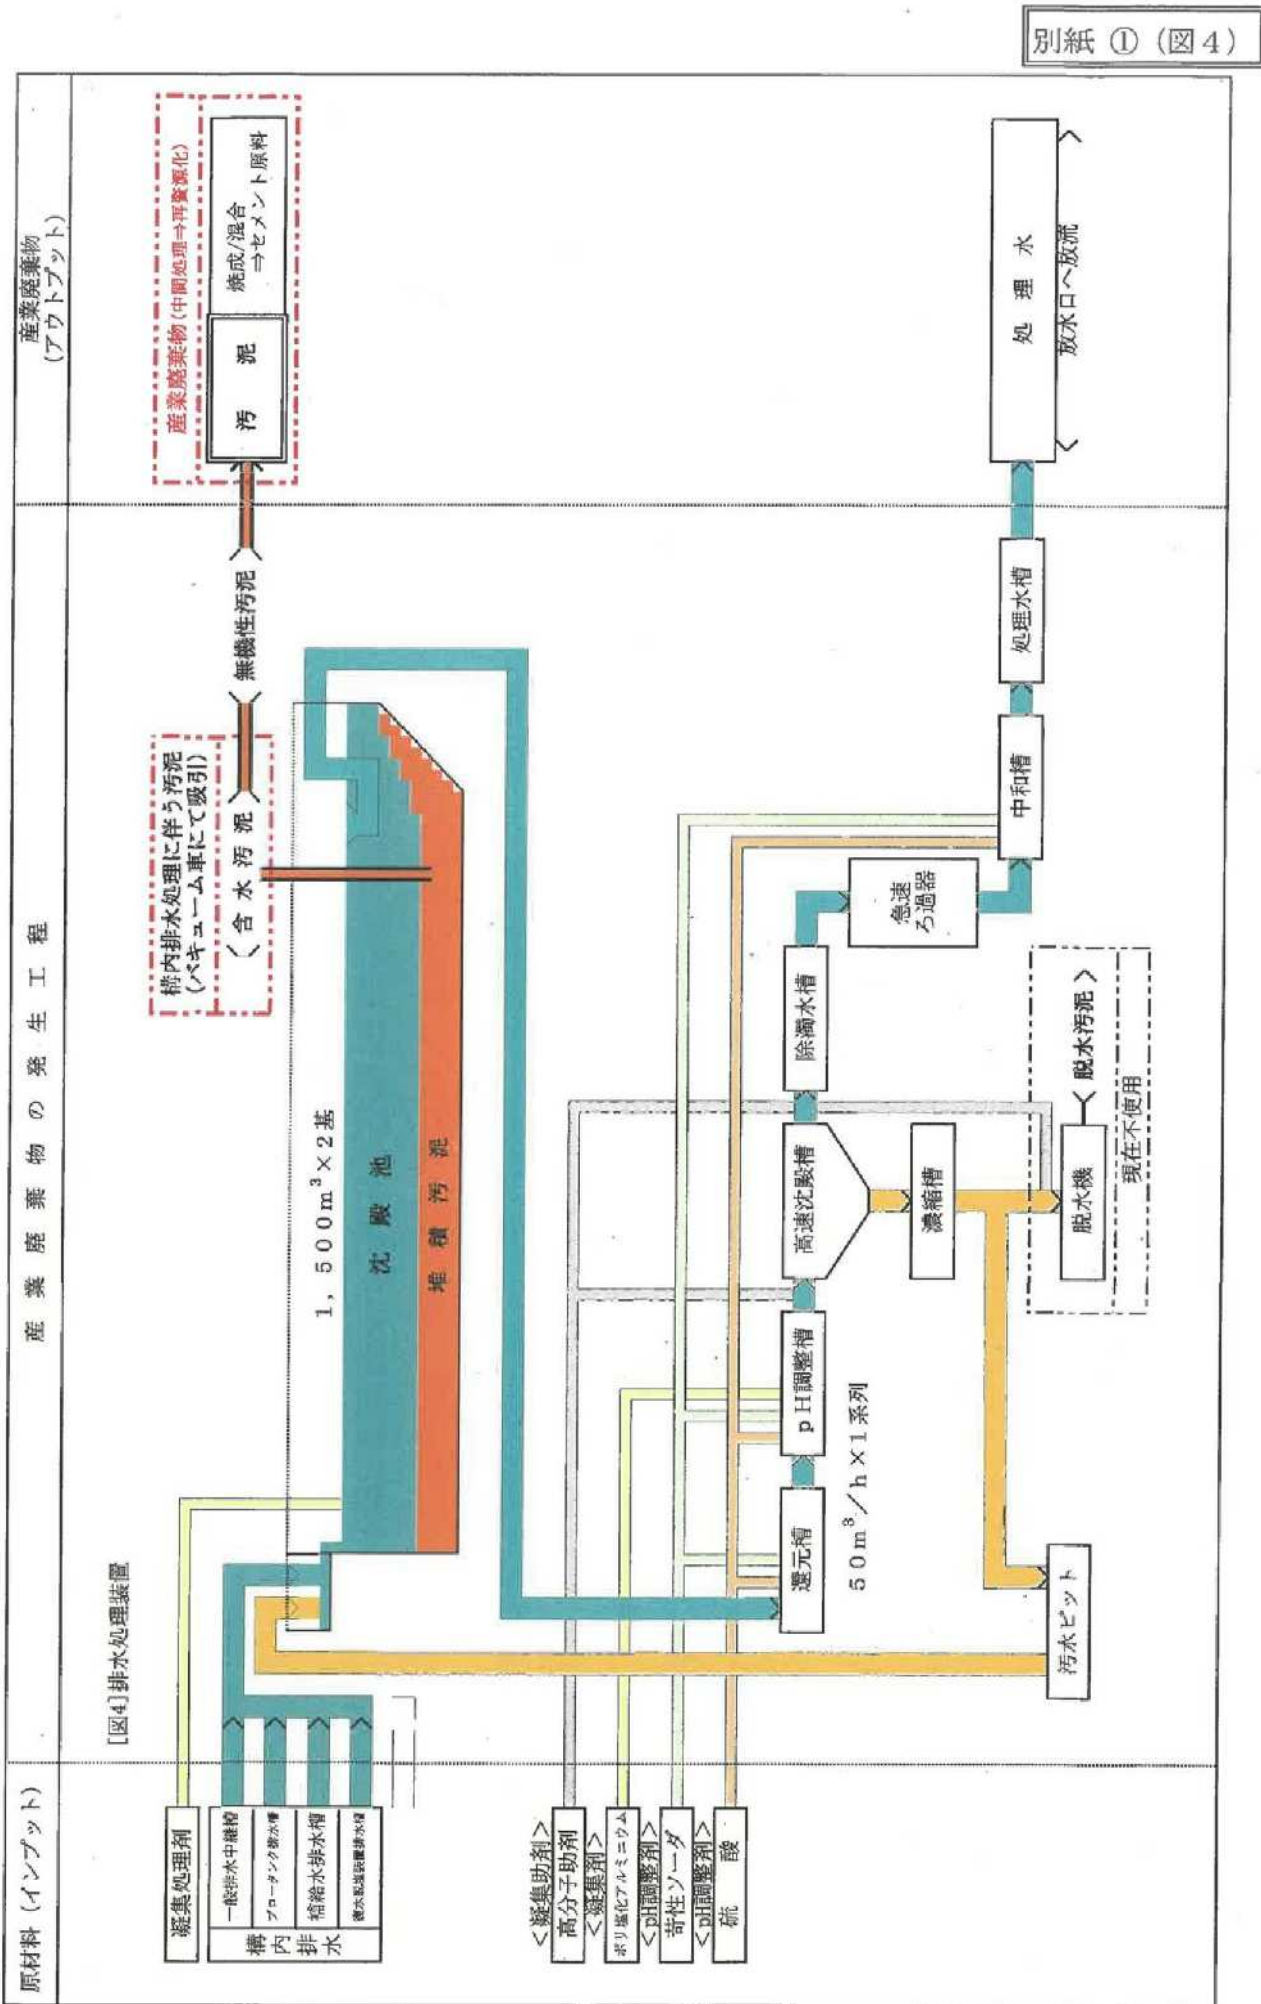 別紙 ① (図４)
原材料 (インプット)
産業廃棄物の発生工程
産業廃棄物
(アウトプット)
[図4]排水処理装置
凝集処理剤
構内排水
一般排水中継槽
ブロータンク排水槽
補給水排水槽
復水脱塩装置排水槽
＜凝集助剤＞
高分子助剤
＜凝集剤＞
ポリ塩化アルミニウム
＜pH調整剤＞
苛性ソーダ
＜pH調整剤＞
硫酸
構内排水処理に伴う汚泥
(バキューム車にて吸引)
＜含水汚泥＞
＜無機性汚泥＞
産業廃棄物(中間処理⇒再資源化)
汚泥
焼成/混合
⇒セメント原料
1, 500m³×2基
沈殿池
堆積汚泥
還元槽
pH調整槽
高速沈殿槽
除濁水槽
急速
ろ過器
中和槽
処理水槽
処理水
＜放水口へ放流＞
50m³/h×1系列
濃縮槽
脱水機
＜脱水汚泥＞
現在不使用
汚水ピット